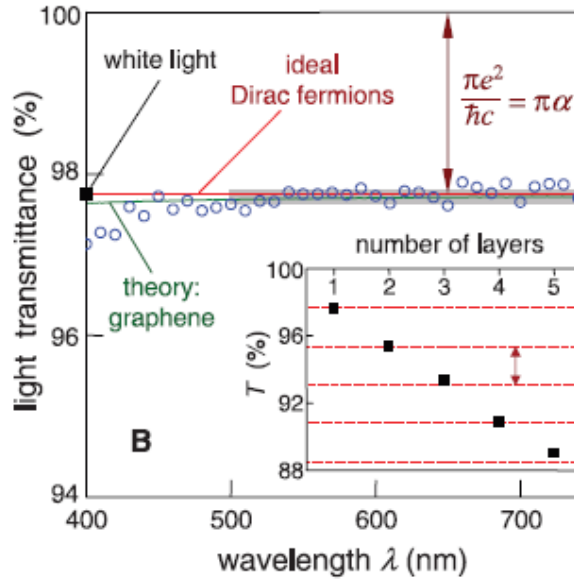 100
white light
ideal
Dirac fermions
πe²/ħc = πα
98
light transmittance (%)
theory:
graphene
96
number of layers
1 2 3 4 5
100
96
92
88
T (%)
B
94
400 500 600 700
wavelength λ (nm)